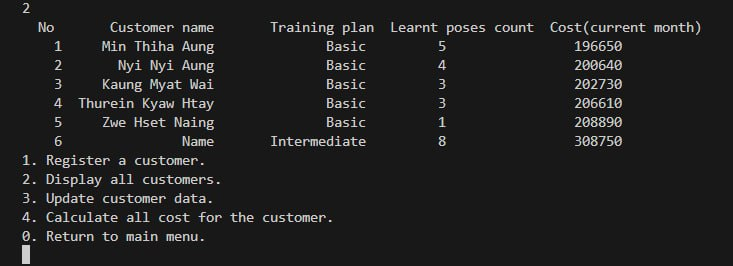 2
No Customer name Training plan Learnt poses count Cost(current month)
1 Min Thiha Aung Basic 5 196650
2 Nyi Nyi Aung Basic 4 200640
3 Kaung Myat Wai Basic 3 202730
4 Thurein Kyaw Htay Basic 3 206610
5 Zwe Hset Naing Basic 1 208890
6 Name Intermediate 8 308750
1. Register a customer.
2. Display all customers.
3. Update customer data.
4. Calculate all cost for the customer.
0. Return to main menu.